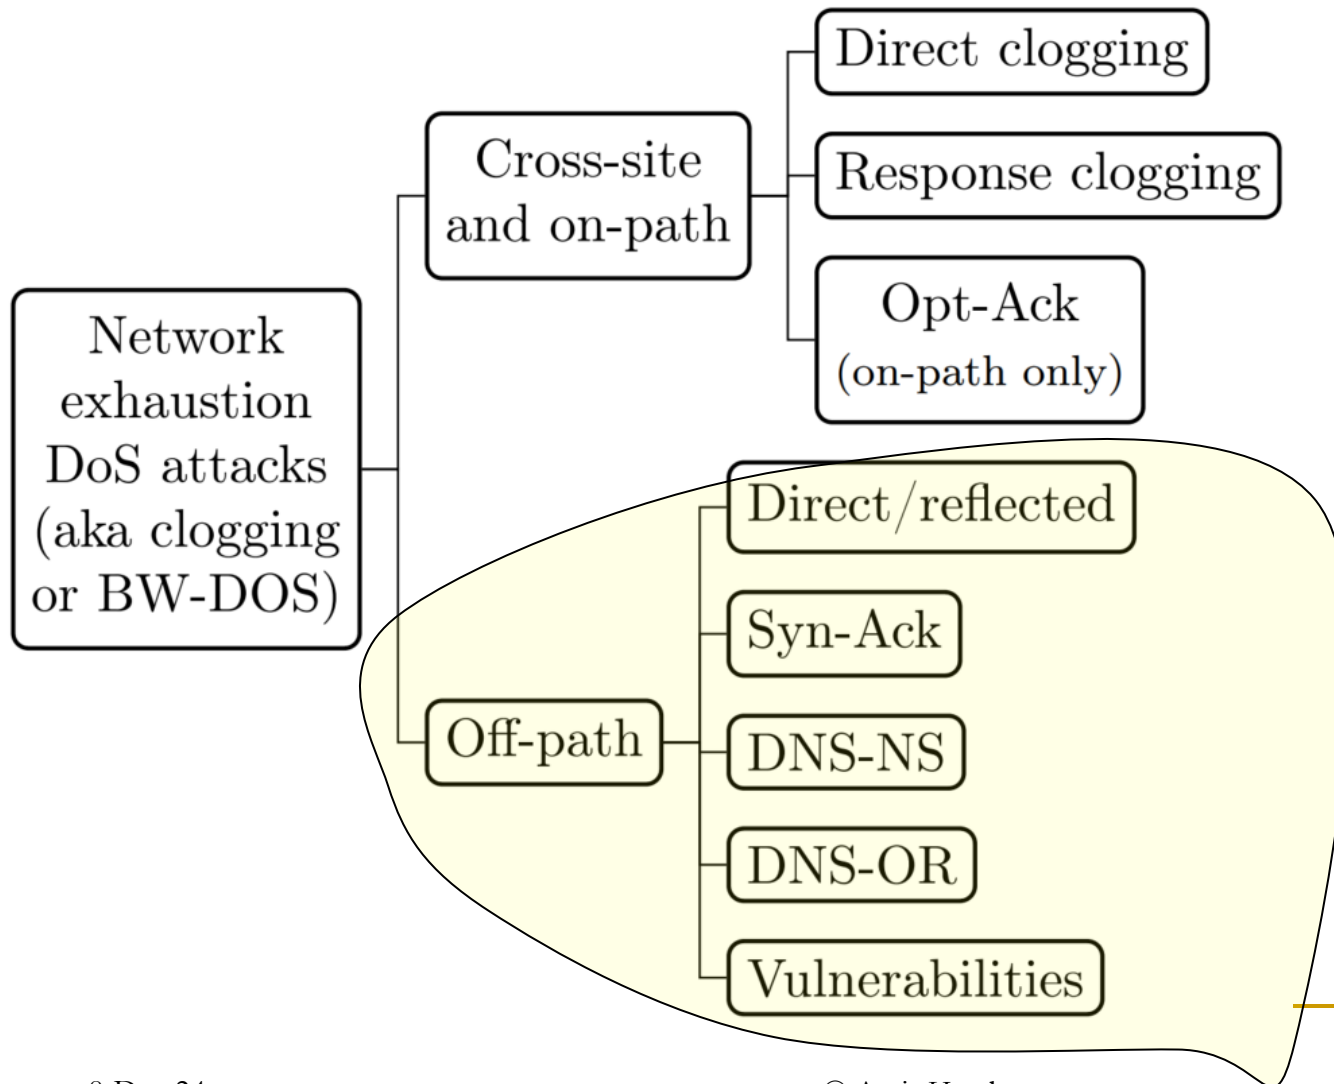 Direct clogging
Cross-site
and on-path
Response clogging
Opt-Ack
(on-path only)
Network
exhaustion
DoS attacks
(aka clogging
or BW-DOS)
Direct/reflected
Syn-Ack
Off-path
DNS-NS
DNS-OR
Vulnerabilities